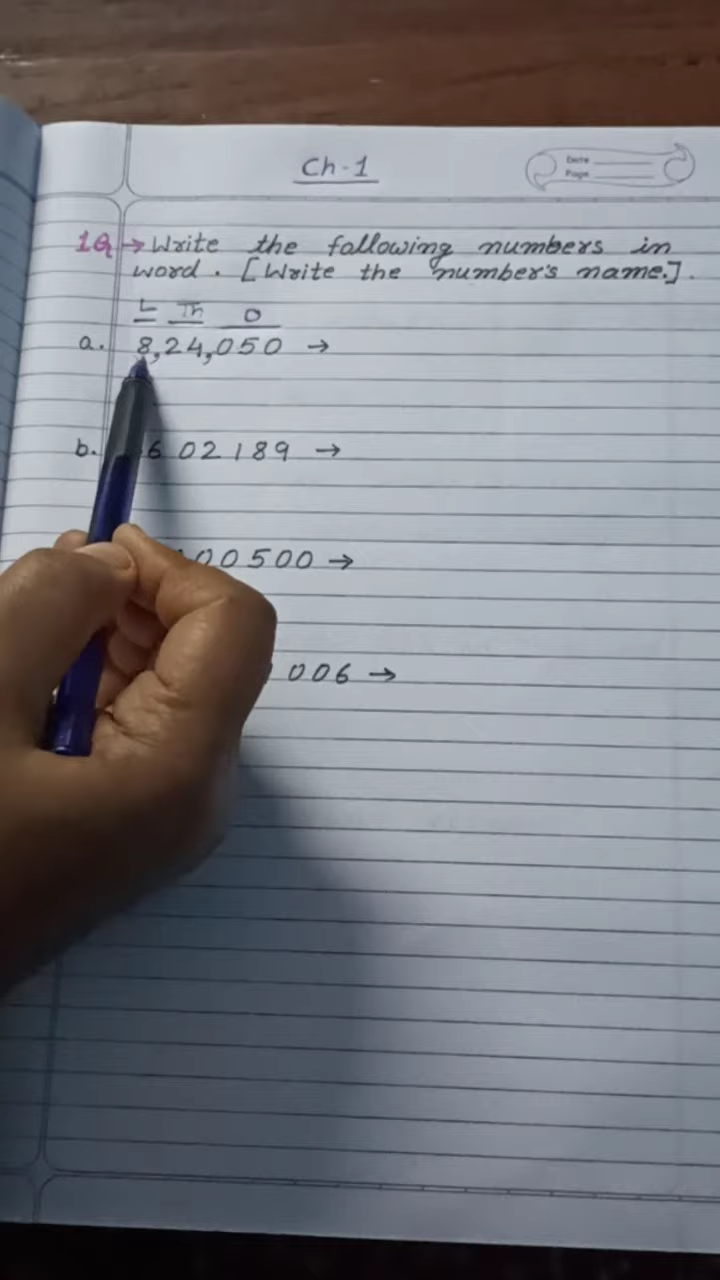 Ch-1
Date
Page
1Q → Write the following numbers in
word. [Write the number's name.].
L Th O
a. 8,24,050 →
b. 6 02 189 →
00500 →
006 →